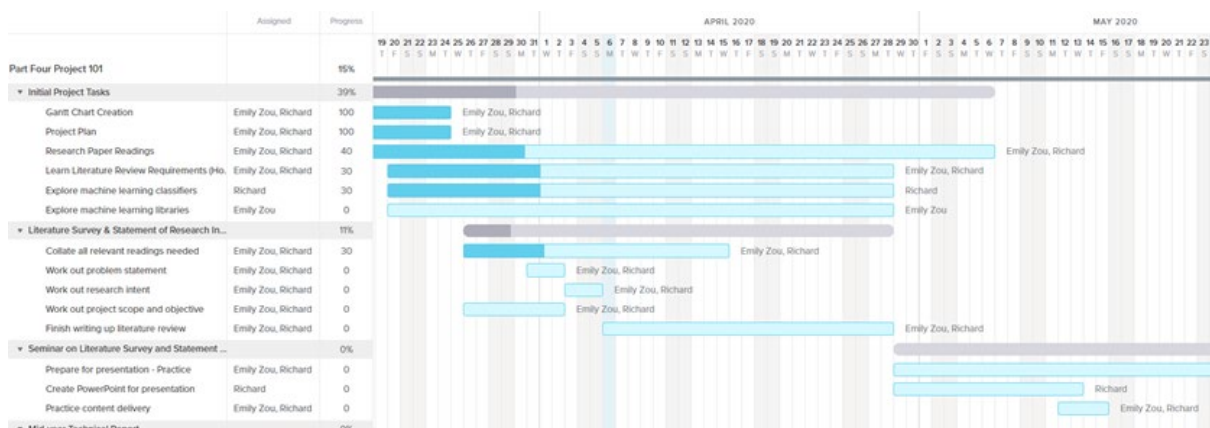 Assigned Progress APRIL 2020 MAY 2020
19 20 21 22 23 24 25 26 27 28 29 30 31 1 2 3 4 5 6 7 8 9 10 11 12 13 14 15 16 17 18 19 20 21 22 23 24 25 26 27 28 29 30 1 2 3 4 5 6 7 8 9 10 11 12 13 14 15 16 17 18 19 20 21 22 23
T F S S M T W T F S S M T W T F S S M T W T F S S M T W T F S S M T W T F S S M T W T F S S M T W T F S S M T W T F S S M T W T F S
Part Four Project 101 15%
Initial Project Tasks 39%
Gantt Chart Creation Emily Zou, Richard 100 Emily Zou, Richard
Project Plan Emily Zou, Richard 100 Emily Zou, Richard
Research Paper Readings Emily Zou, Richard 40 Emily Zou, Richard
Learn Literature Review Requirements (Ho. Emily Zou, Richard 30 Emily Zou, Richard
Explore machine learning classifiers Richard 30 Richard
Explore machine learning libraries Emily Zou 0 Emily Zou
Literature Survey & Statement of Research In... 11%
Collate all relevant readings needed Emily Zou, Richard 30 Emily Zou, Richard
Work out problem statement Emily Zou, Richard 0 Emily Zou, Richard
Work out research intent Emily Zou, Richard 0 Emily Zou, Richard
Work out project scope and objective Emily Zou, Richard 0 Emily Zou, Richard
Finish writing up literature review Emily Zou, Richard 0 Emily Zou, Richard
Seminar on Literature Survey and Statement ... 0%
Prepare for presentation - Practice Emily Zou, Richard 0
Create PowerPoint for presentation Richard 0 Richard
Practice content delivery Emily Zou, Richard 0 Emily Zou, Richard